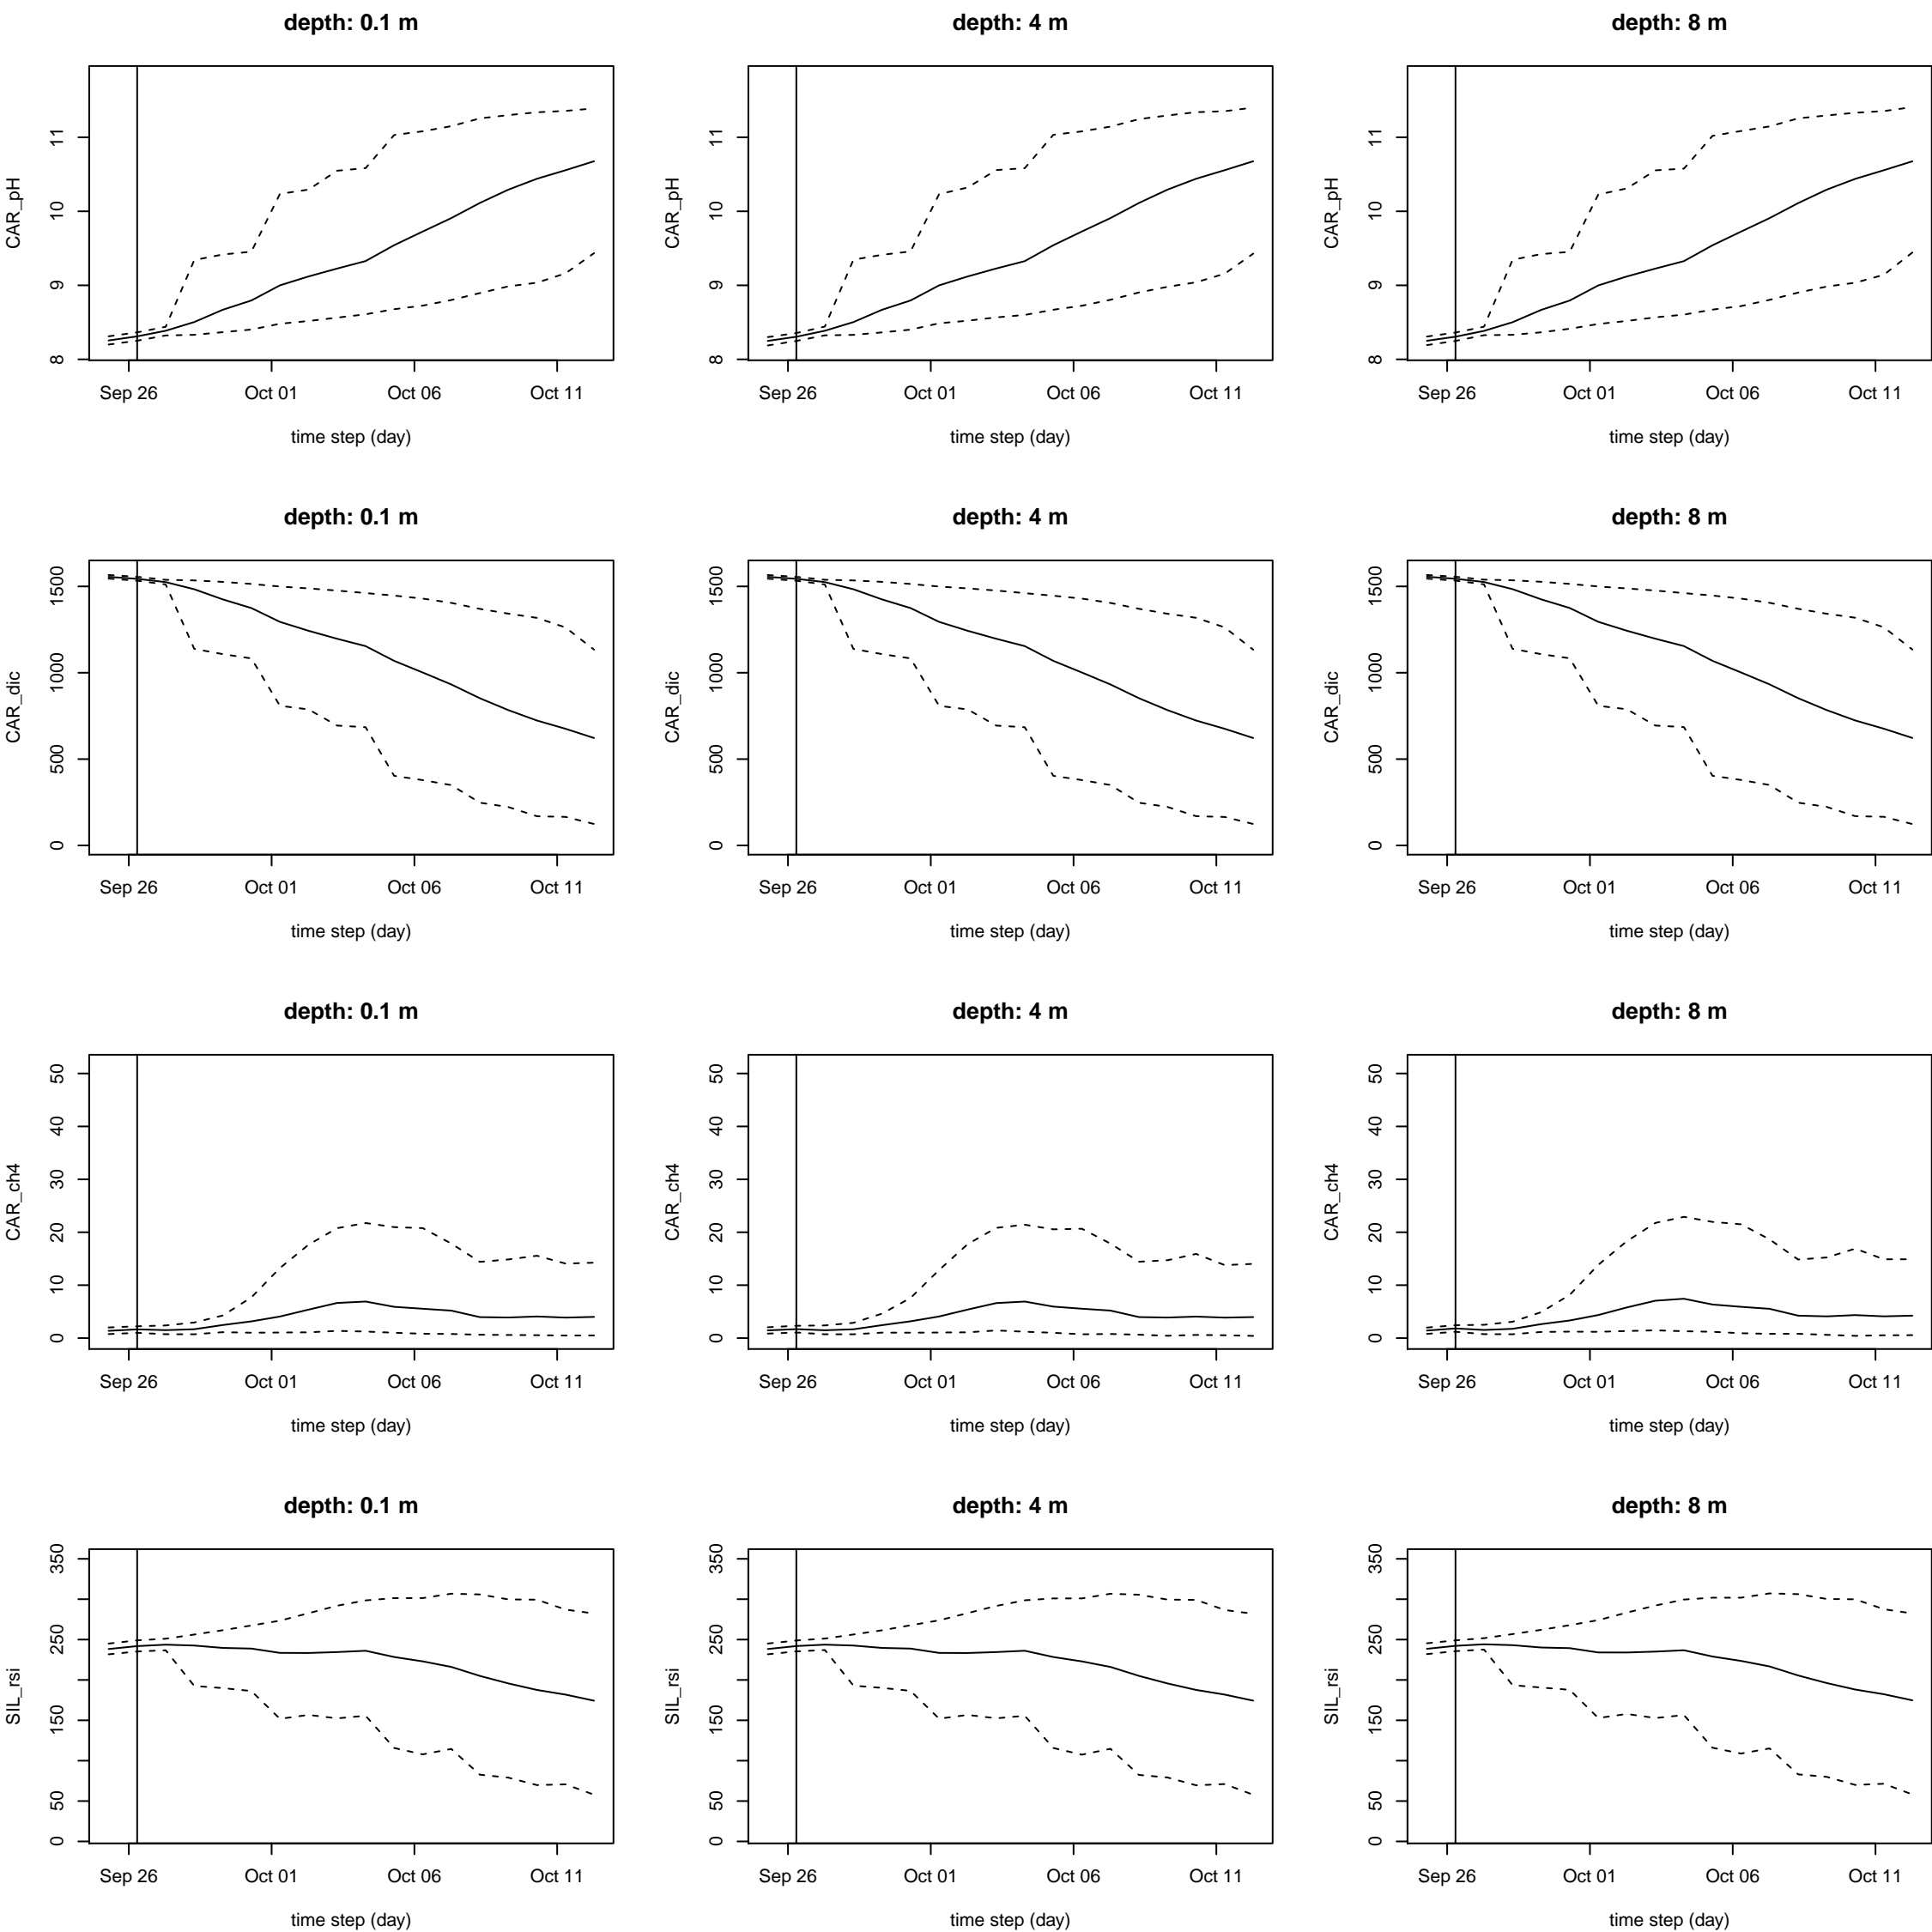 depth: 0.1 m
CAR_pH
8 9 10 11
Sep 26 Oct 01 Oct 06 Oct 11
time step (day)
depth: 4 m
CAR_pH
8 9 10 11
Sep 26 Oct 01 Oct 06 Oct 11
time step (day)
depth: 8 m
CAR_pH
8 9 10 11
Sep 26 Oct 01 Oct 06 Oct 11
time step (day)
depth: 0.1 m
CAR_dic
0 500 1000 1500
Sep 26 Oct 01 Oct 06 Oct 11
time step (day)
depth: 4 m
CAR_dic
0 500 1000 1500
Sep 26 Oct 01 Oct 06 Oct 11
time step (day)
depth: 8 m
CAR_dic
0 500 1000 1500
Sep 26 Oct 01 Oct 06 Oct 11
time step (day)
depth: 0.1 m
CAR_ch4
0 10 20 30 40 50
Sep 26 Oct 01 Oct 06 Oct 11
time step (day)
depth: 4 m
CAR_ch4
0 10 20 30 40 50
Sep 26 Oct 01 Oct 06 Oct 11
time step (day)
depth: 8 m
CAR_ch4
0 10 20 30 40 50
Sep 26 Oct 01 Oct 06 Oct 11
time step (day)
depth: 0.1 m
SIL_rsi
0 50 150 250 350
Sep 26 Oct 01 Oct 06 Oct 11
time step (day)
depth: 4 m
SIL_rsi
0 50 150 250 350
Sep 26 Oct 01 Oct 06 Oct 11
time step (day)
depth: 8 m
SIL_rsi
0 50 150 250 350
Sep 26 Oct 01 Oct 06 Oct 11
time step (day)